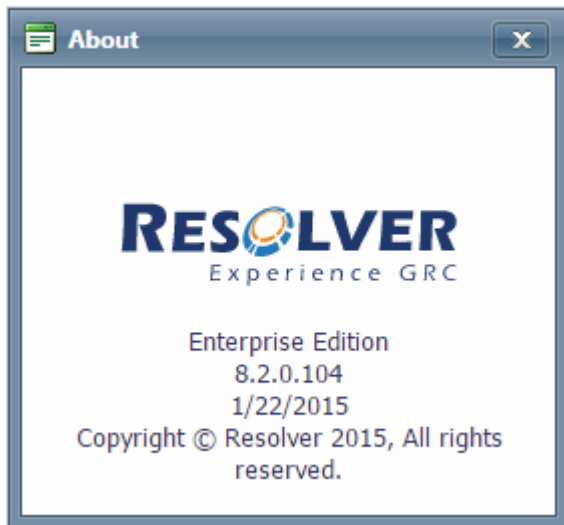 About
RESOLVER
Experience GRC
Enterprise Edition
8.2.0.104
1/22/2015
Copyright © Resolver 2015, All rights
reserved.